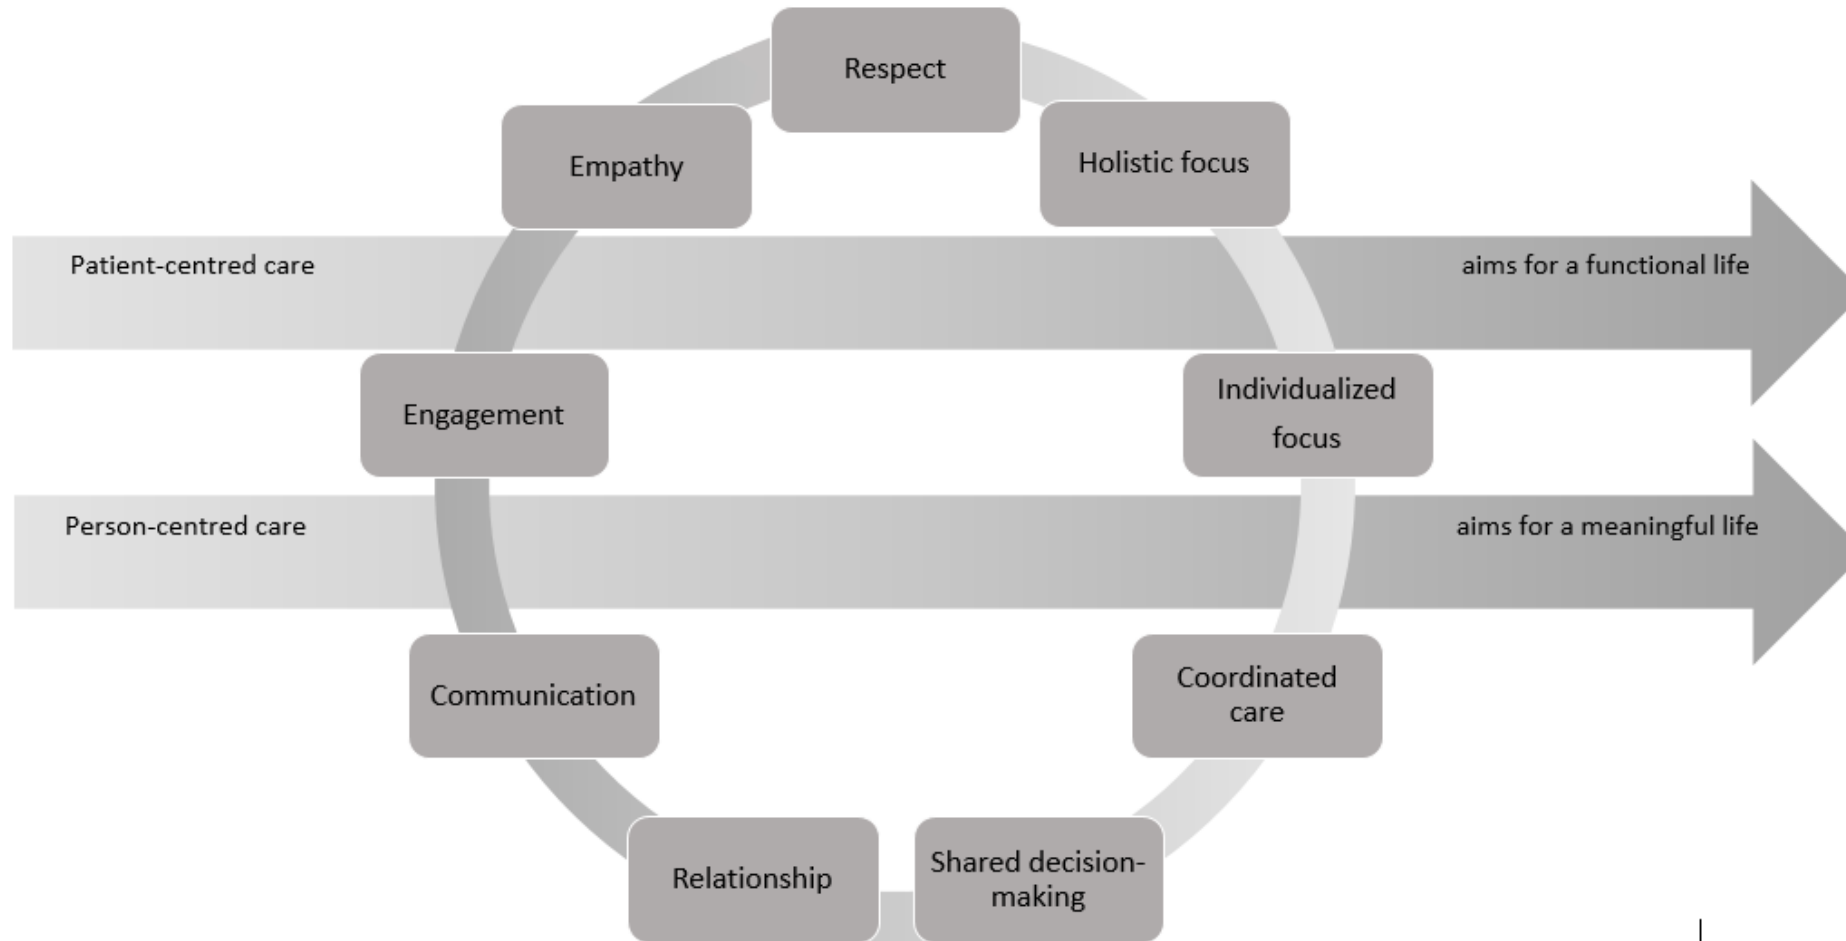 Respect
Empathy
Holistic focus
Patient-centred care
aims for a functional life
Engagement
Individualized
focus
Person-centred care
aims for a meaningful life
Communication
Coordinated
care
Relationship
Shared decision-
making